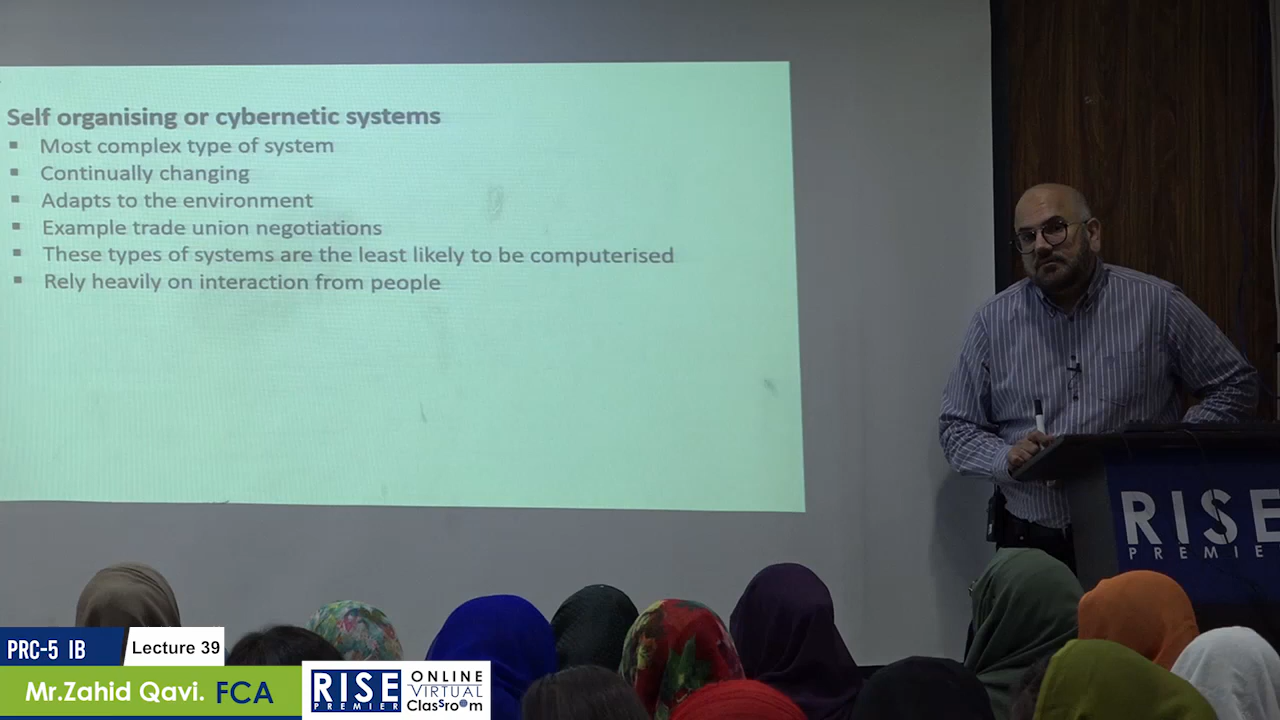 Self organising or cybernetic systems
▪ Most complex type of system
▪ Continually changing
▪ Adapts to the environment
▪ Example trade union negotiations
▪ These types of systems are the least likely to be computerised
▪ Rely heavily on interaction from people
RISE
PREMIE
PRC-5 IB
Lecture 39
Mr.Zahid Qavi. FCA
RISE
PREMIER
ONLINE
VIRTUAL
ClassroOm